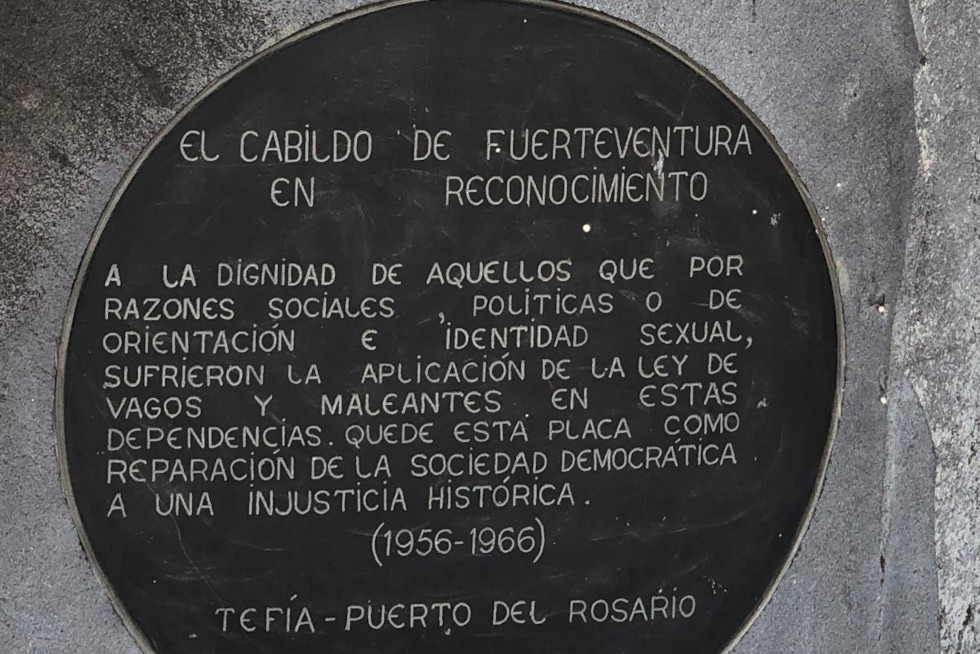 EL CABILDO DE FUERTEVENTURA
EN RECONOCIMIENTO
A LA DIGNIDAD DE AQUELLOS QUE POR
RAZONES SOCIALES , POLÍTICAS O DE
ORIENTACIÓN E IDENTIDAD SEXUAL,
SUFRIERON LA APLICACIÓN DE LA LEY DE
VAGOS Y MALEANTES EN ESTAS
DEPENDENCIAS. QUEDE ESTA PLACA COMO
REPARACIÓN DE LA SOCIEDAD DEMOCRÁTICA
A UNA INJUSTICIA HISTÓRICA.
(1956-1966)
TEFÍA - PUERTO DEL ROSARIO